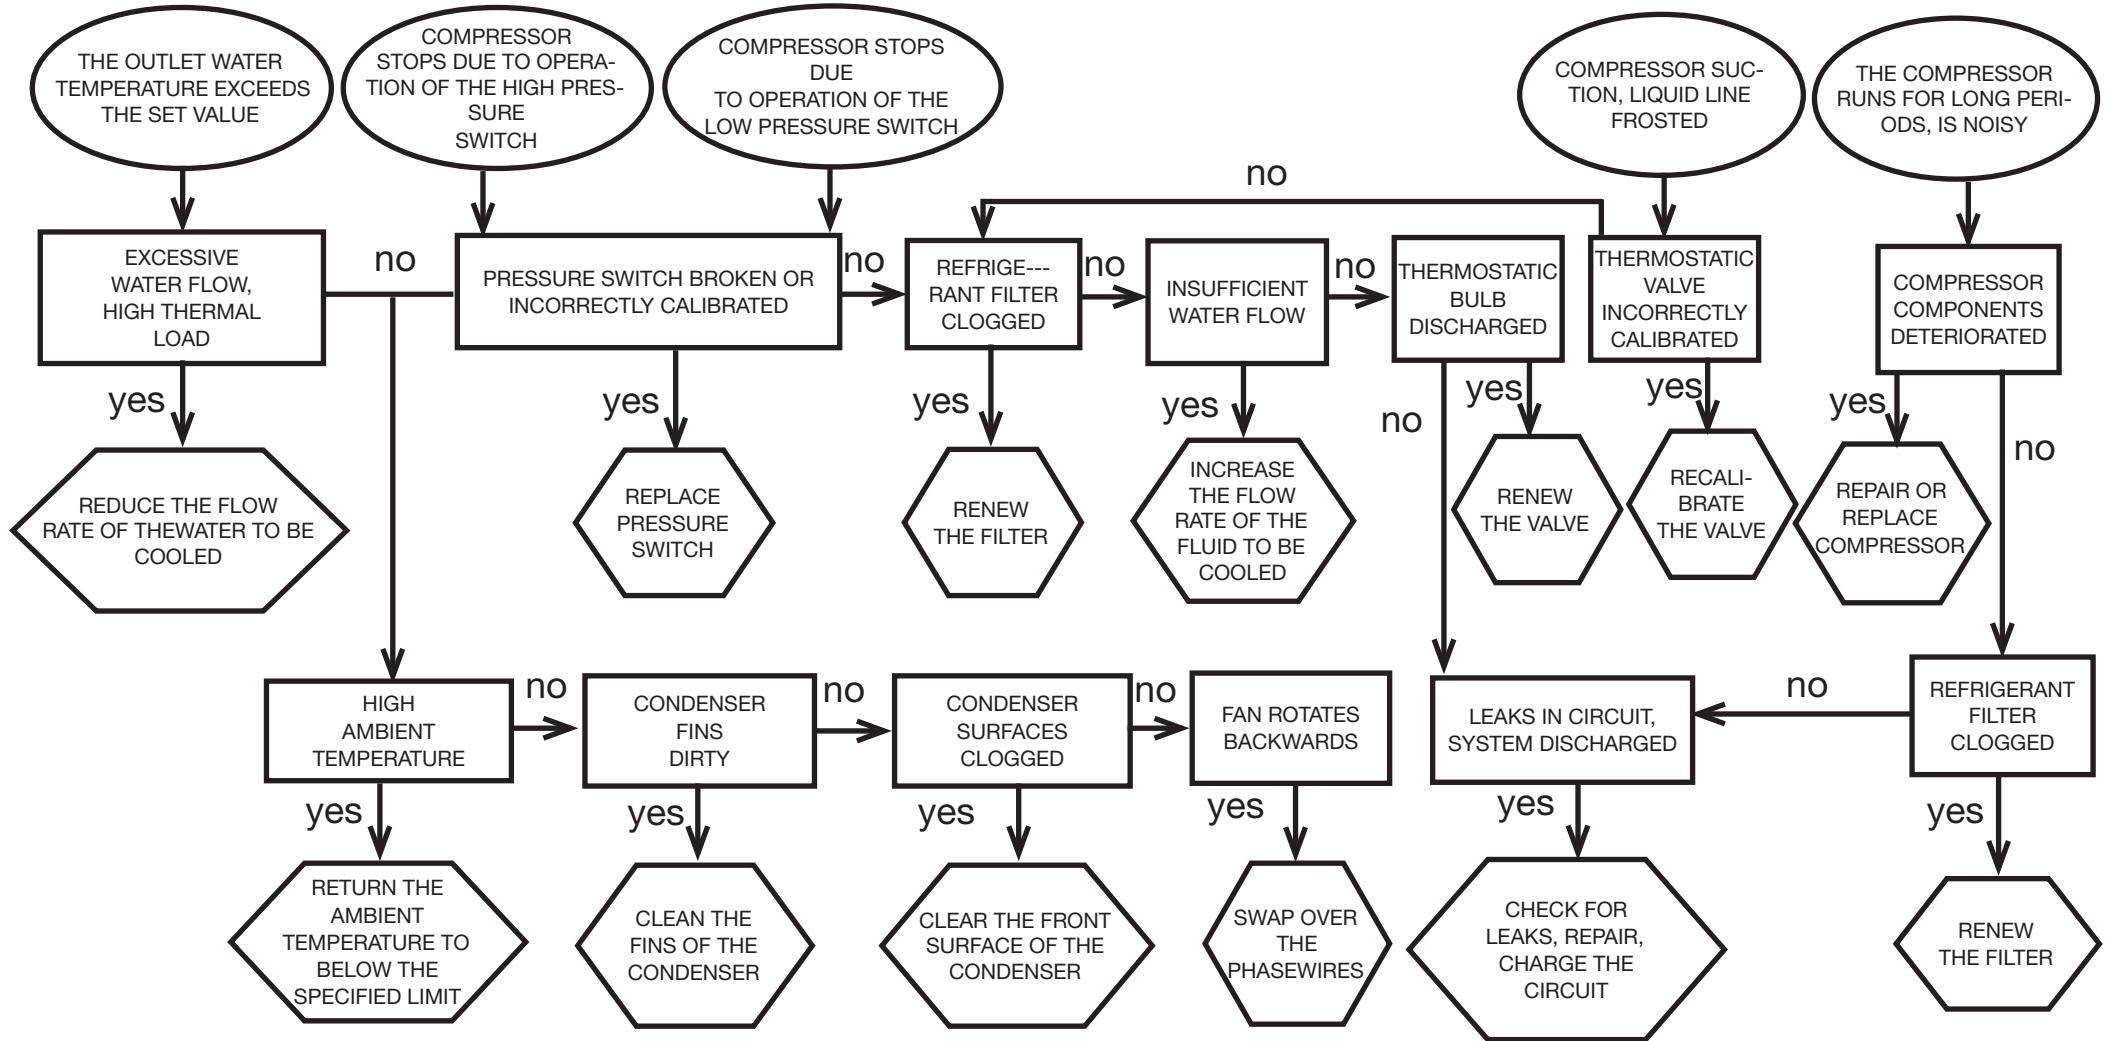 THE OUTLET WATER
TEMPERATURE EXCEEDS
THE SET VALUE
COMPRESSOR
STOPS DUE TO OPERA-
TION OF THE HIGH PRES-
SURE
SWITCH
COMPRESSOR STOPS
DUE
TO OPERATION OF THE
LOW PRESSURE SWITCH
COMPRESSOR SUC-
TION, LIQUID LINE
FROSTED
THE COMPRESSOR
RUNS FOR LONG PERI-
ODS, IS NOISY
no
EXCESSIVE
WATER FLOW,
HIGH THERMAL
LOAD
no
PRESSURE SWITCH BROKEN OR
INCORRECTLY CALIBRATED
no
REFRIGE---
RANT FILTER
CLOGGED
no
INSUFFICIENT
WATER FLOW
no
THERMOSTATIC
BULB
DISCHARGED
THERMOSTATIC
VALVE
INCORRECTLY
CALIBRATED
COMPRESSOR
COMPONENTS
DETERIORATED
yes
yes
yes
yes
no
yes
yes
yes
no
REDUCE THE FLOW
RATE OF THEWATER TO BE
COOLED
REPLACE
PRESSURE
SWITCH
RENEW
THE FILTER
INCREASE
THE FLOW
RATE OF THE
FLUID TO BE
COOLED
RENEW
THE VALVE
RECALI-
BRATE
THE VALVE
REPAIR OR
REPLACE
COMPRESSOR
HIGH
AMBIENT
TEMPERATURE
no
CONDENSER
FINS
DIRTY
no
CONDENSER
SURFACES
CLOGGED
no
FAN ROTATES
BACKWARDS
LEAKS IN CIRCUIT,
SYSTEM DISCHARGED
no
REFRIGERANT
FILTER
CLOGGED
yes
yes
yes
yes
yes
yes
RETURN THE
AMBIENT
TEMPERATURE TO
BELOW THE
SPECIFIED LIMIT
CLEAN THE
FINS OF THE
CONDENSER
CLEAR THE FRONT
SURFACE OF THE
CONDENSER
SWAP OVER
THE
PHASEWIRES
CHECK FOR
LEAKS, REPAIR,
CHARGE THE
CIRCUIT
RENEW
THE FILTER